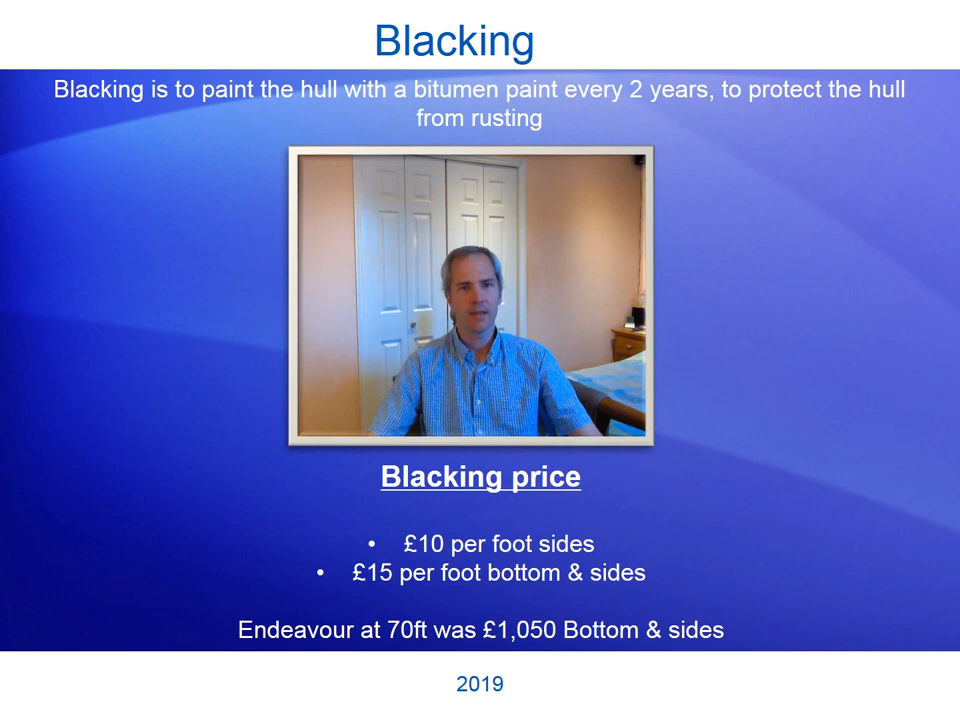 Blacking
Blacking is to paint the hull with a bitumen paint every 2 years, to protect the hull
from rusting
Blacking price
• £10 per foot sides
• £15 per foot bottom & sides
Endeavour at 70ft was £1,050 Bottom & sides
2019